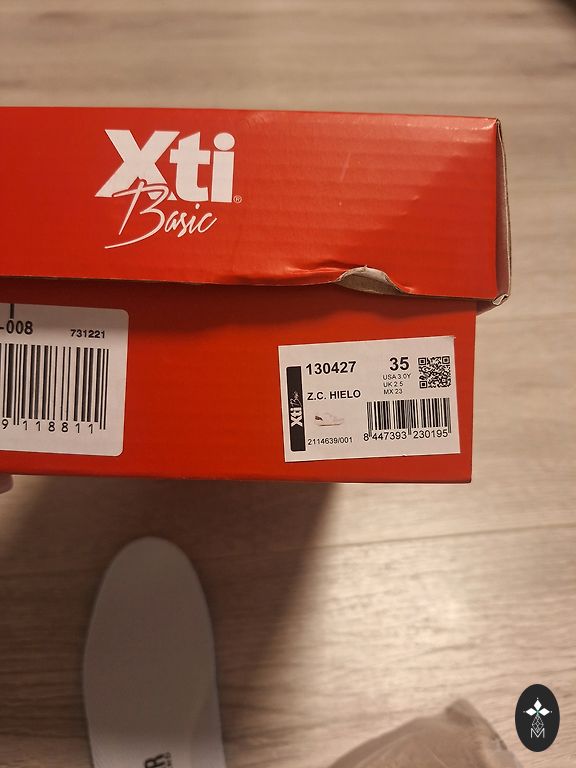 Xti®
Basic
-008
731221
9 118811
130427
35
USA 3.0Y
UK 2.5
MX 23
Z.C. HIELO
Xti Basic
2114639/001
8 447393 230195
R
M